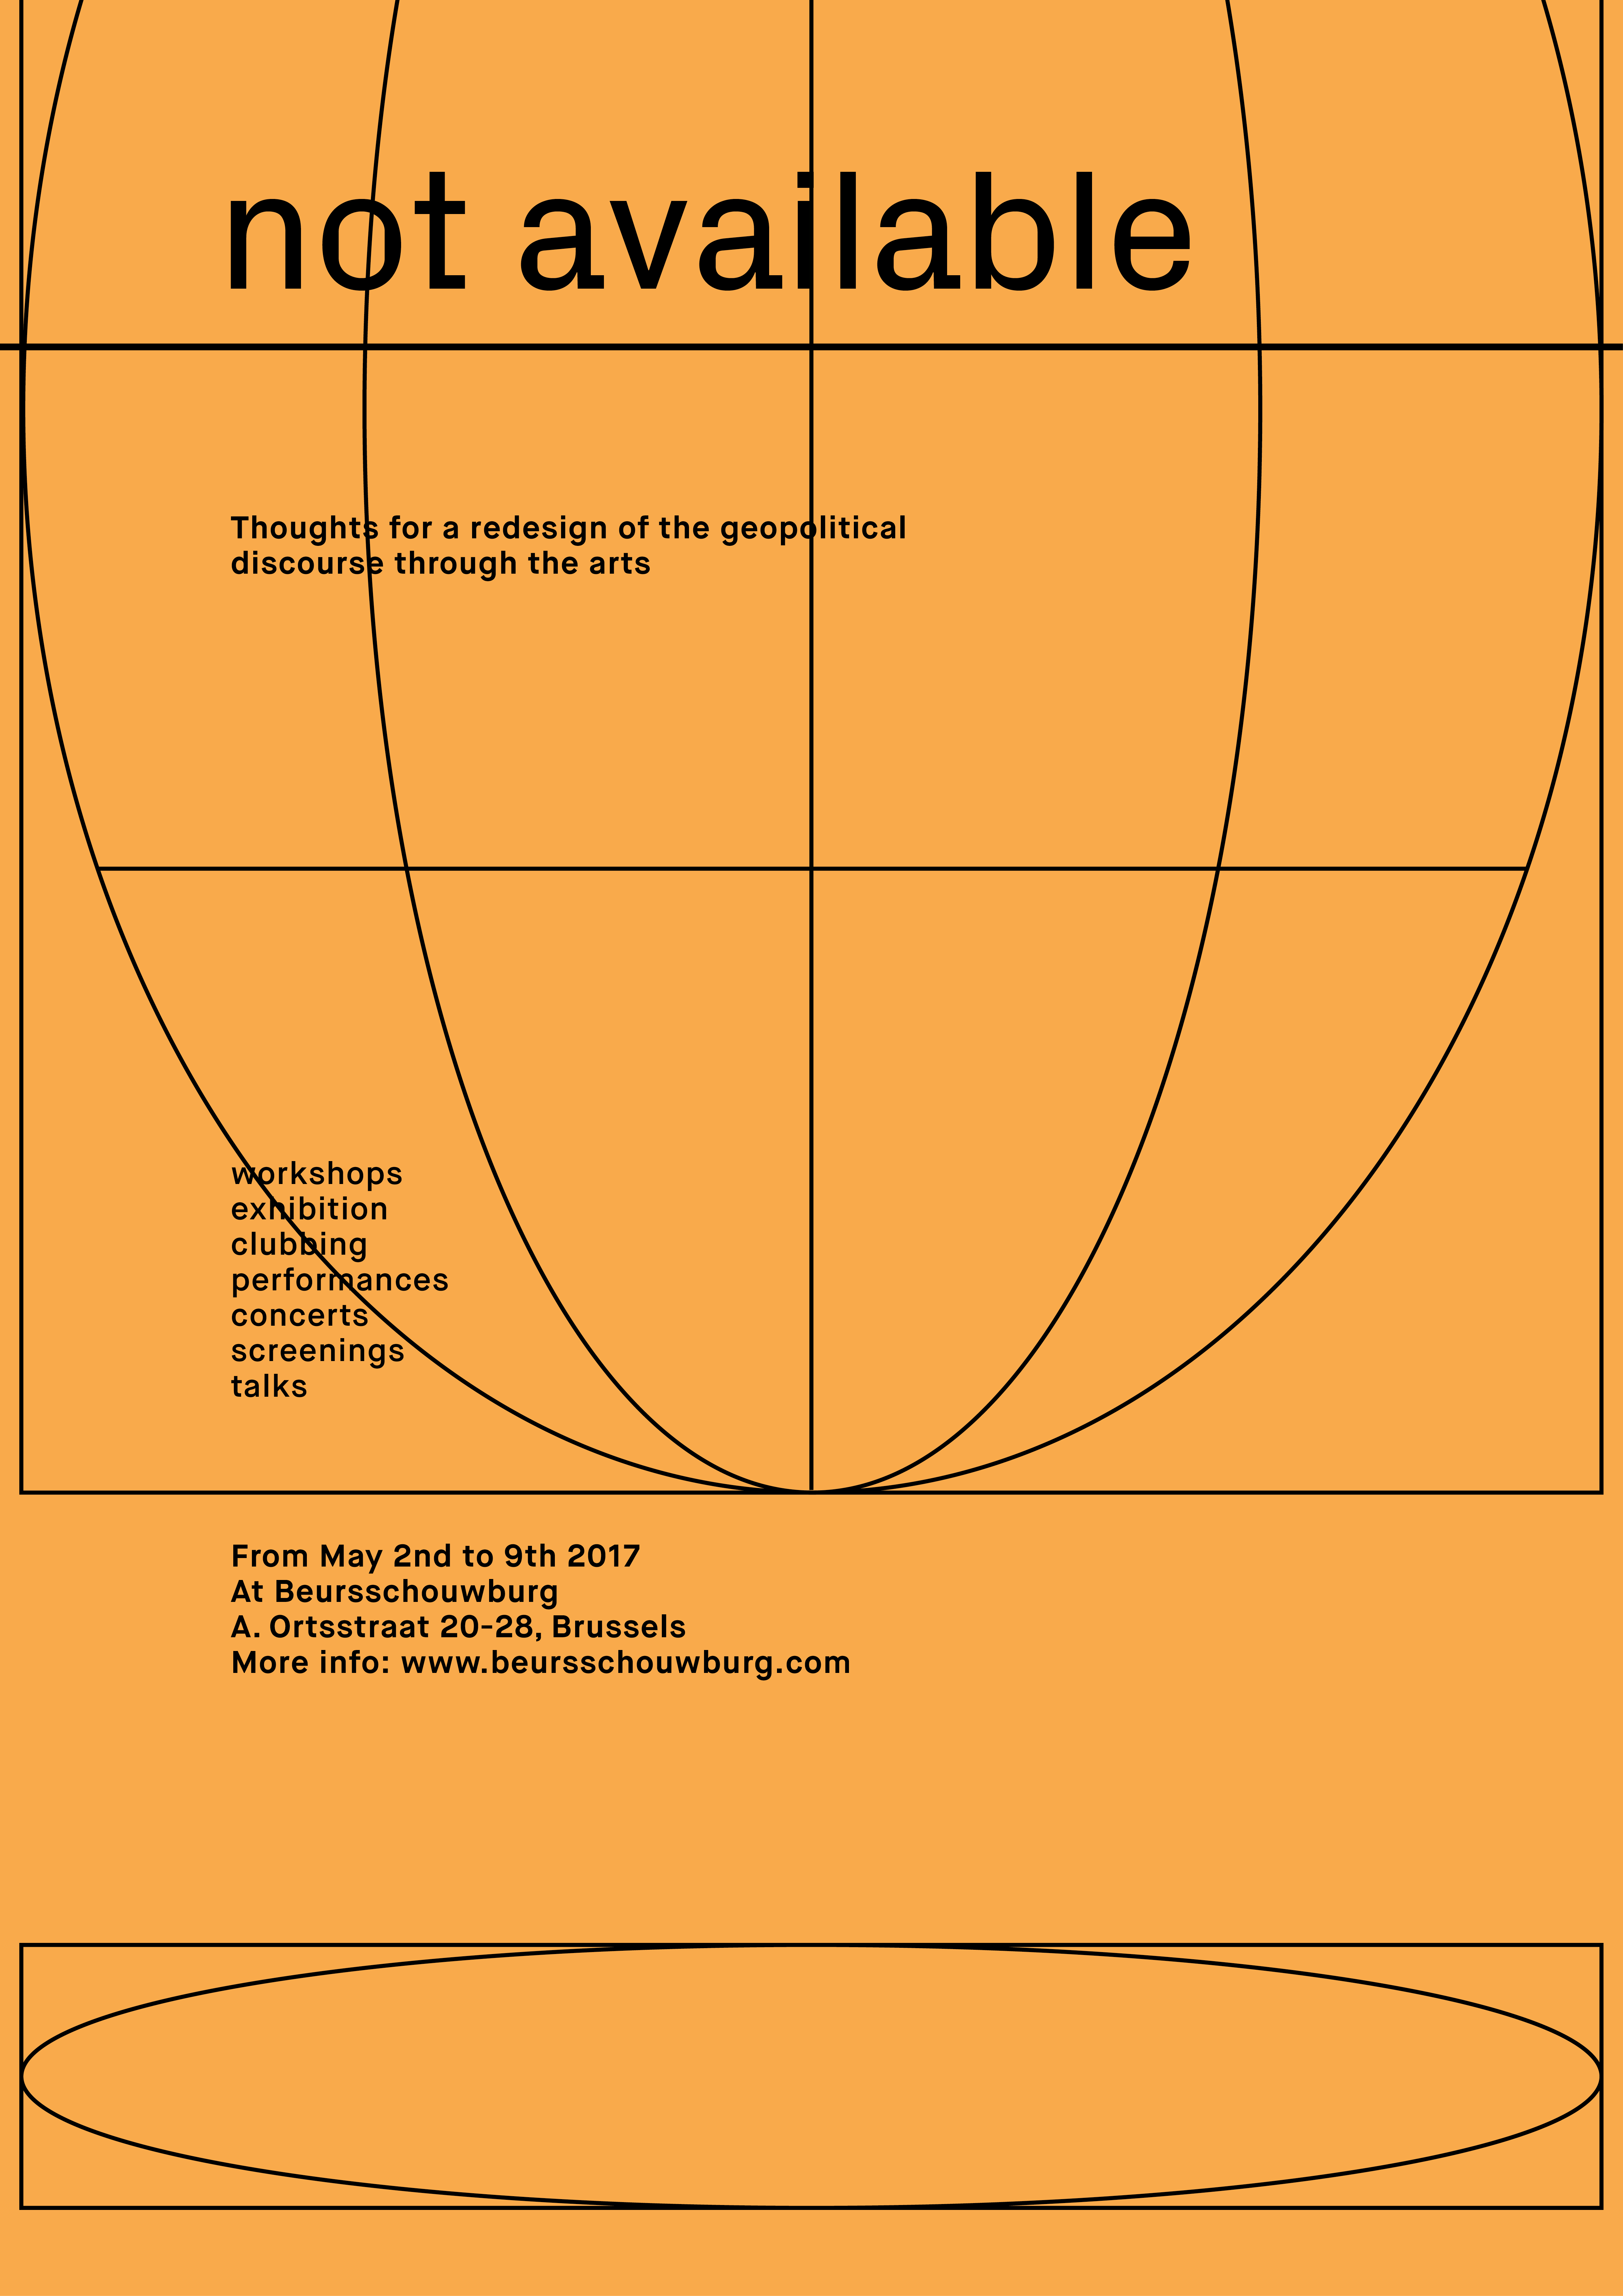 not available
Thoughts for a redesign of the geopolitical
discourse through the arts
workshops
exhibition
clubbing
performances
concerts
screenings
talks
From May 2nd to 9th 2017
At Beursschouwburg
A. Ortsstraat 20-28, Brussels
More info: www.beursschouwburg.com